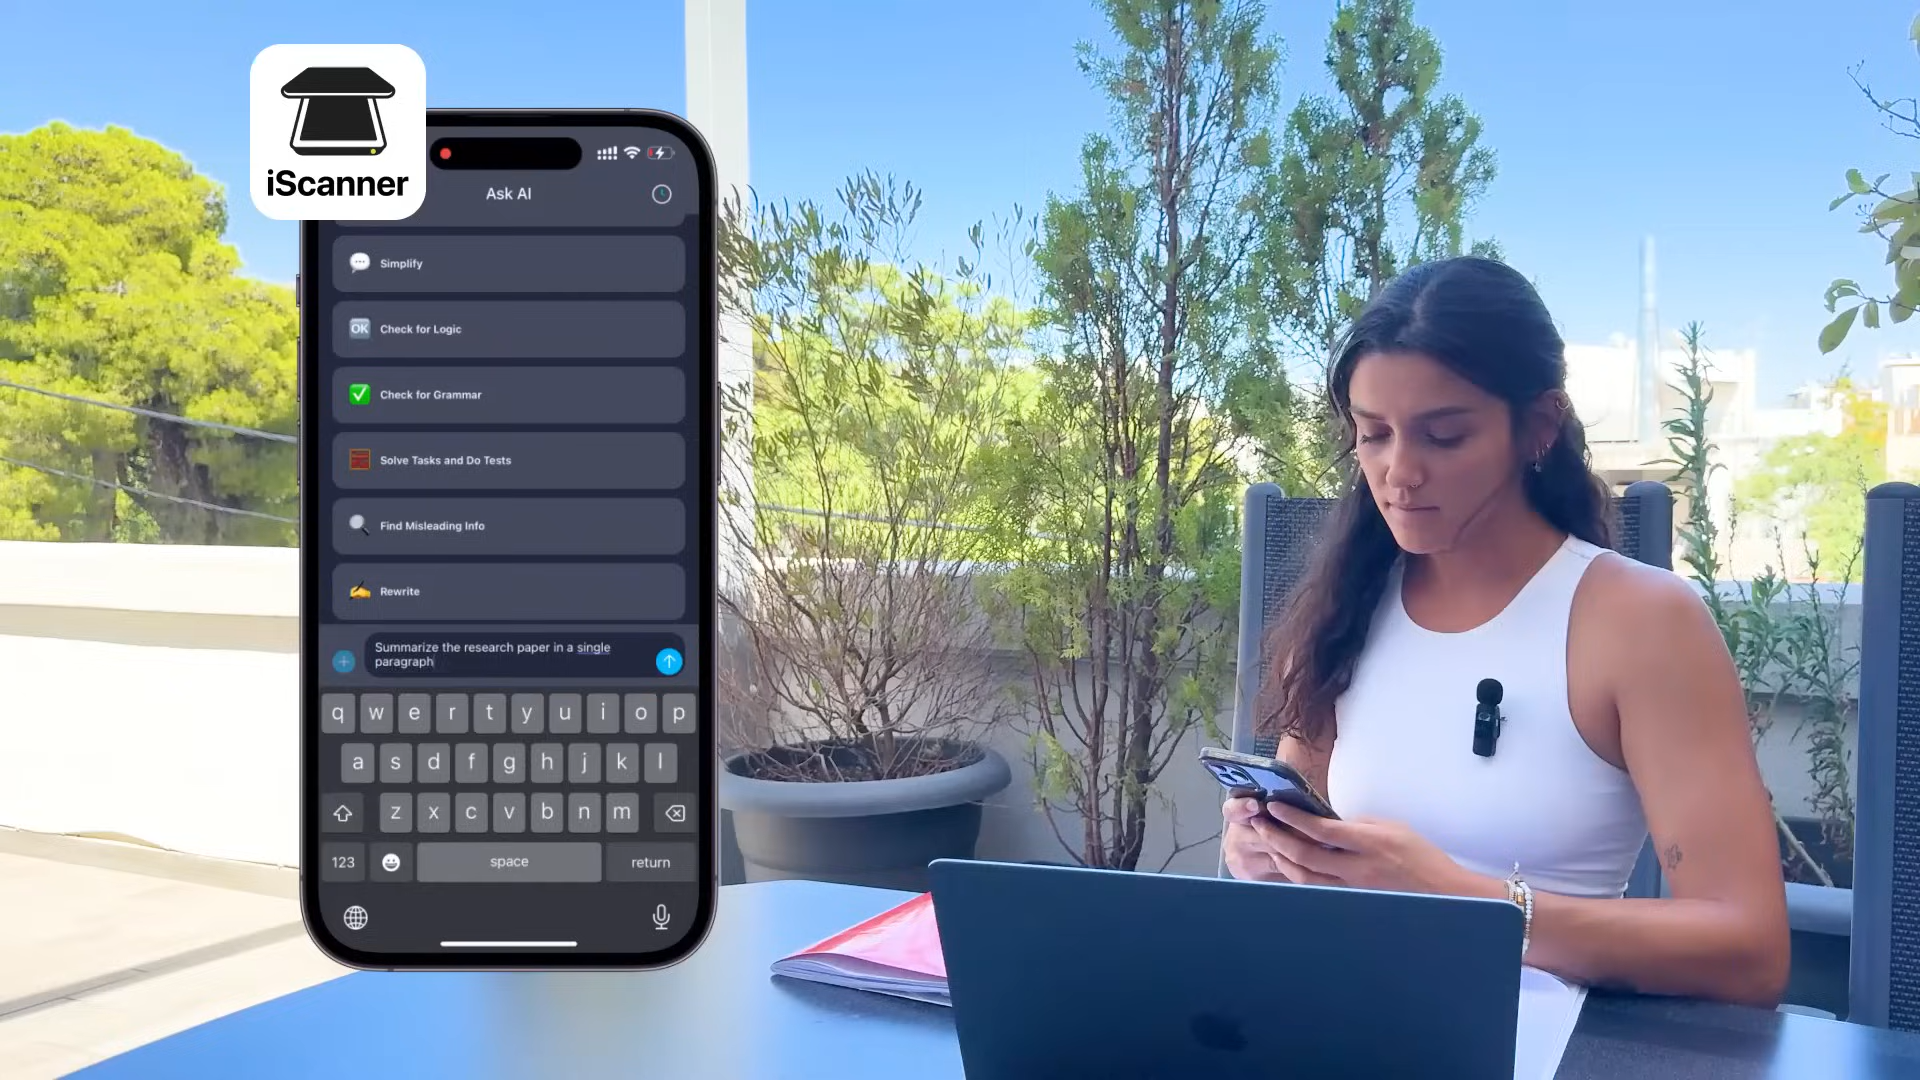 iScanner
Ask AI
Simplify
OK
Check for Logic
Check for Grammar
Solve Tasks and Do Tests
Find Misleading Info
Rewrite
Summarize the research paper in a single
paragraph
q w e r t y u i o p
a s d f g h j k l
z x c v b n m
123
space
return